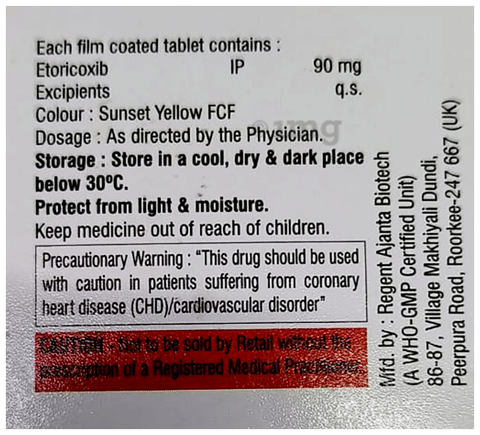 Each film coated tablet contains :
Etoricoxib IP 90 mg
Excipients q.s.
Colour : Sunset Yellow FCF
Dosage : As directed by the Physician.
Storage : Store in a cool, dry & dark place
below 30ºC.
Protect from light & moisture.
Keep medicine out of reach of children.
Precautionary Warning : "This drug should be used
with caution in patients suffering from coronary
heart disease (CHD)/cardiovascular disorder"
CAUTION : Not to be sold by Retail without the
prescription of a Registered Medical Practitioner.
Mfd. by : Regent Ajanta Biotech
(A WHO-GMP Certified Unit)
86-87, Village Makhiyali Dundi,
Peerpura Road, Roorkee-247 667 (UK)
1mg